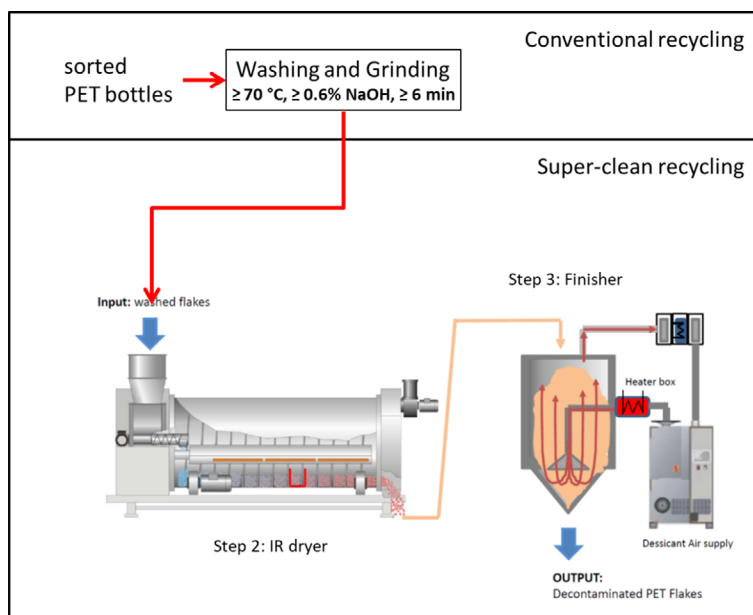 Conventional recycling
sorted
PET bottles
Washing and Grinding
≥ 70 °C, ≥ 0.6% NaOH, ≥ 6 min
Super-clean recycling
Step 3: Finisher
Input: washed flakes
Heater box
Step 2: IR dryer
Dessicant Air supply
OUTPUT:
Decontaminated PET Flakes